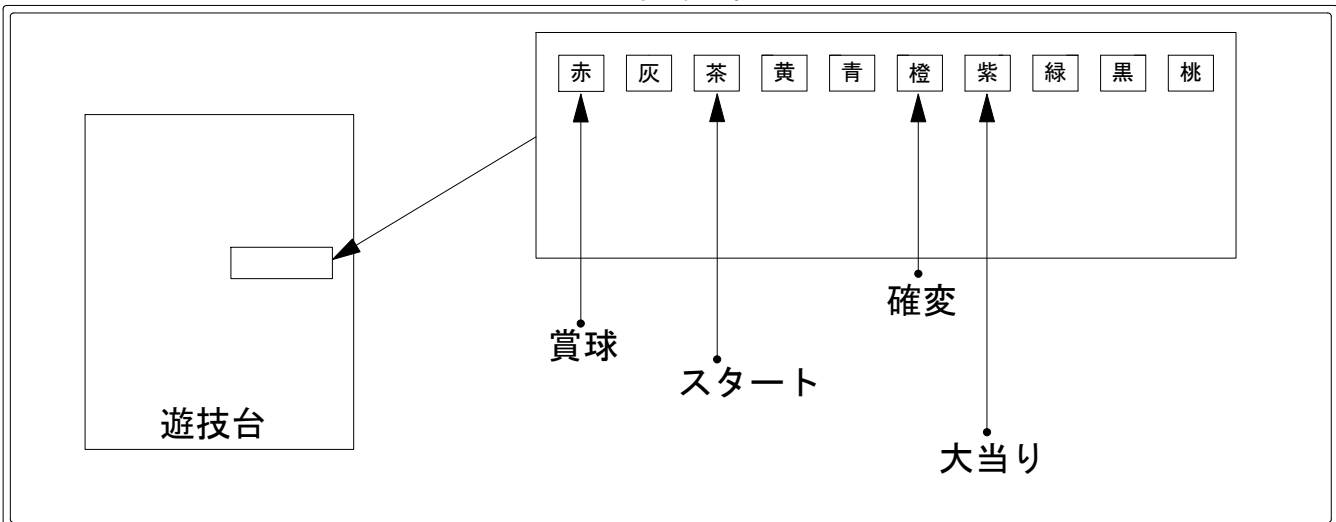 赤 灰 茶 黄 青 橙 紫 緑 黒 桃
確変
賞球
スタート
遊技台
大当り